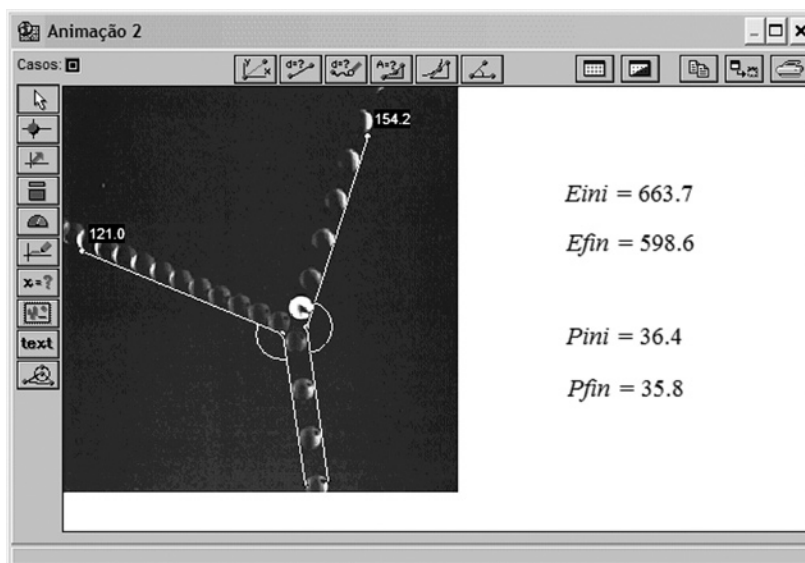 Animação 2
Casos:
y x d=? d=? A=?
154.2
121.0
x=?
text
Eini = 663.7
Efin = 598.6
Pini = 36.4
Pfin = 35.8